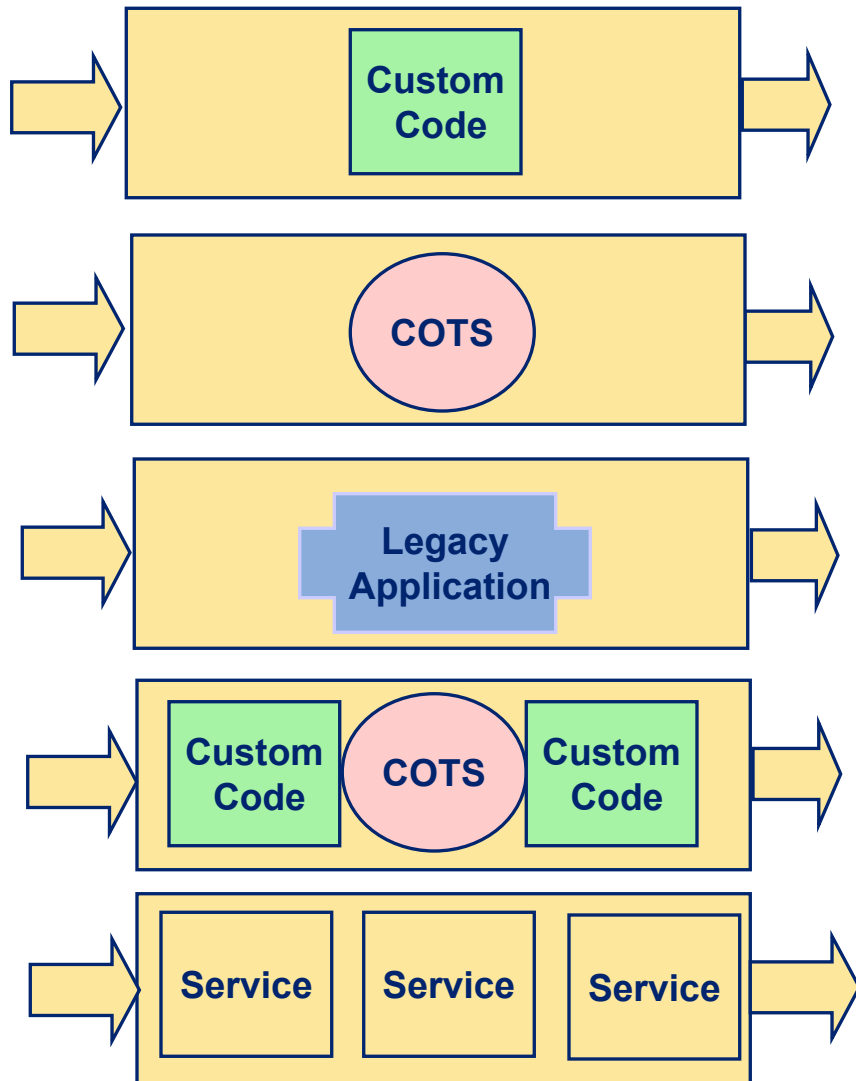 Custom
Code
COTS
Legacy
Application
Custom
Code
COTS
Custom
Code
Service
Service
Service